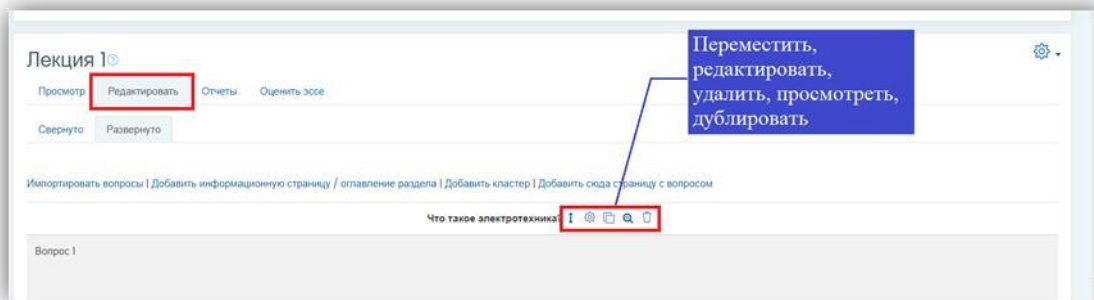 Лекция 1
Переместить,
редактировать,
удалить, просмотреть,
дублировать
Просмотр Редактировать Отчеты Оценить эссе
Свернуто Развернуто
Импортировать вопросы | Добавить информационную страницу / оглавление раздела | Добавить кластер | Добавить сюда страницу с вопросом
Что такое электротехника?
Вопрос 1